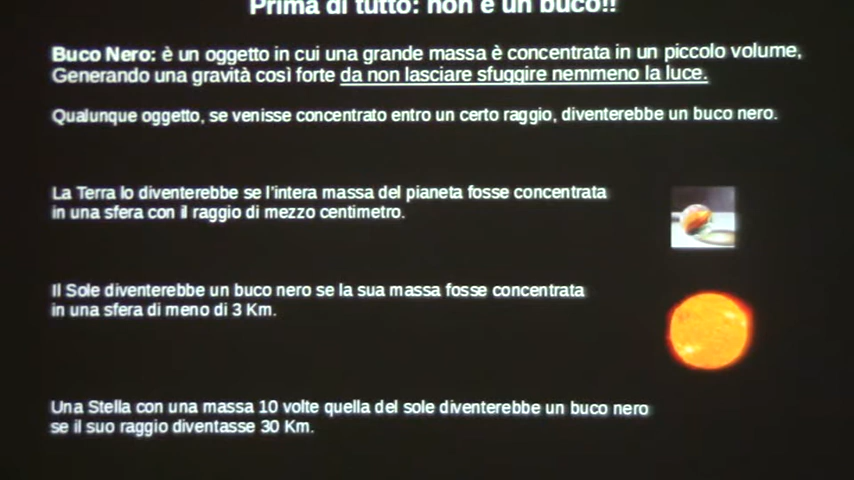 Prima di tutto: non è un buco!!
Buco Nero: è un oggetto in cui una grande massa è concentrata in un piccolo volume,
Generando una gravità così forte da non lasciare sfuggire nemmeno la luce.
Qualunque oggetto, se venisse concentrato entro un certo raggio, diventerebbe un buco nero.
La Terra lo diventerebbe se l'intera massa del pianeta fosse concentrata
in una sfera con il raggio di mezzo centimetro.
Il Sole diventerebbe un buco nero se la sua massa fosse concentrata
in una sfera di meno di 3 Km.
Una Stella con una massa 10 volte quella del sole diventerebbe un buco nero
se il suo raggio diventasse 30 Km.